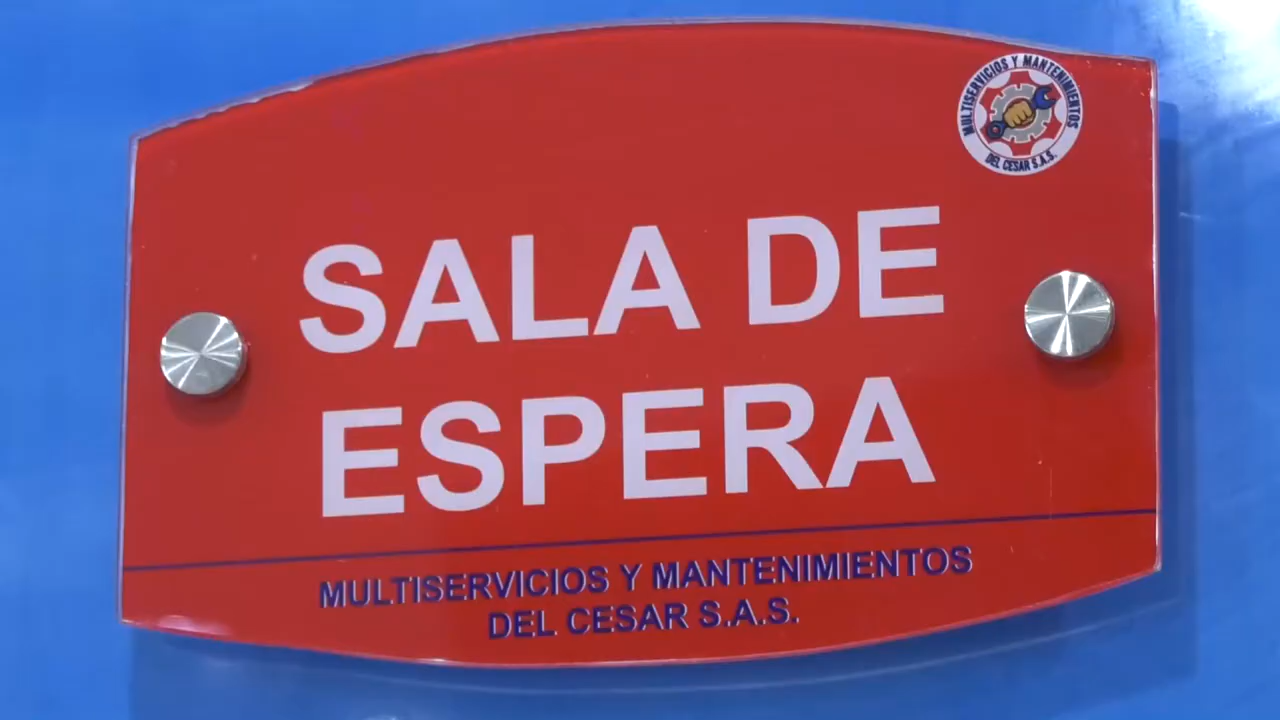 MULTISERVICIOS Y MANTENIMIENTOS
DEL CESAR S.A.S.
SALA DE
ESPERA
MULTISERVICIOS Y MANTENIMIENTOS
DEL CESAR S.A.S.